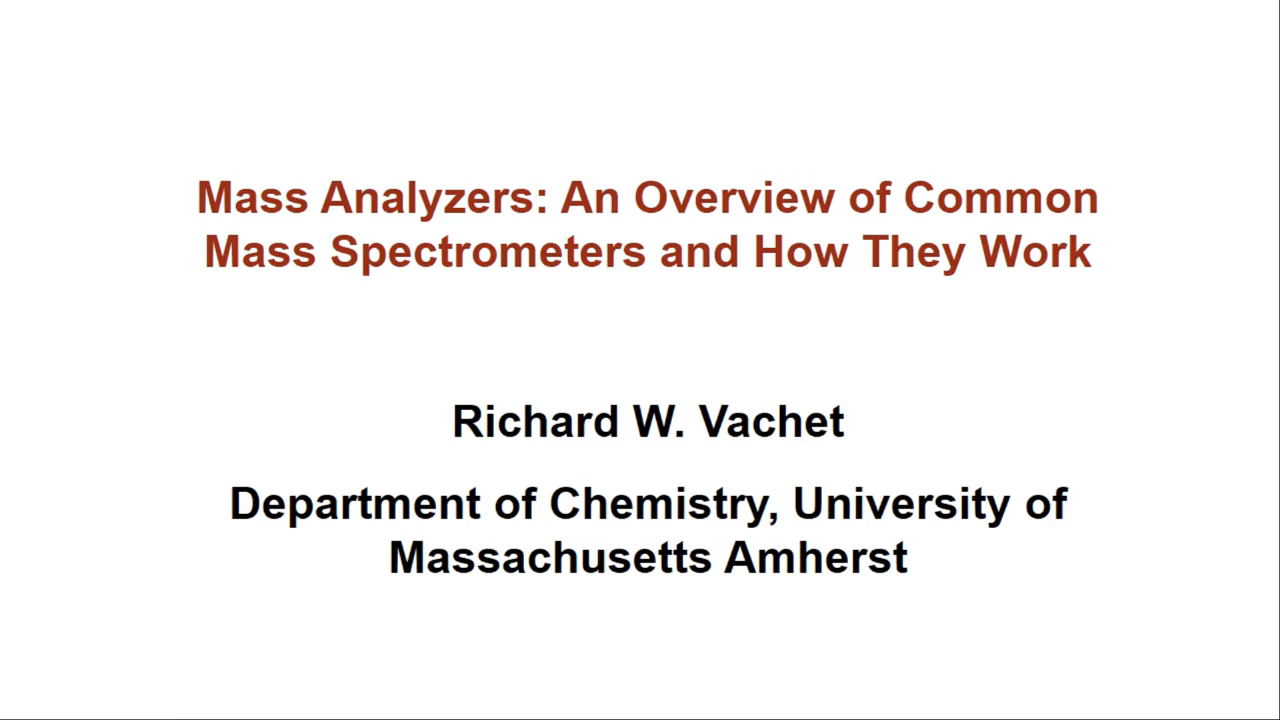 Mass Analyzers: An Overview of Common
Mass Spectrometers and How They Work
Richard W. Vachet
Department of Chemistry, University of
Massachusetts Amherst